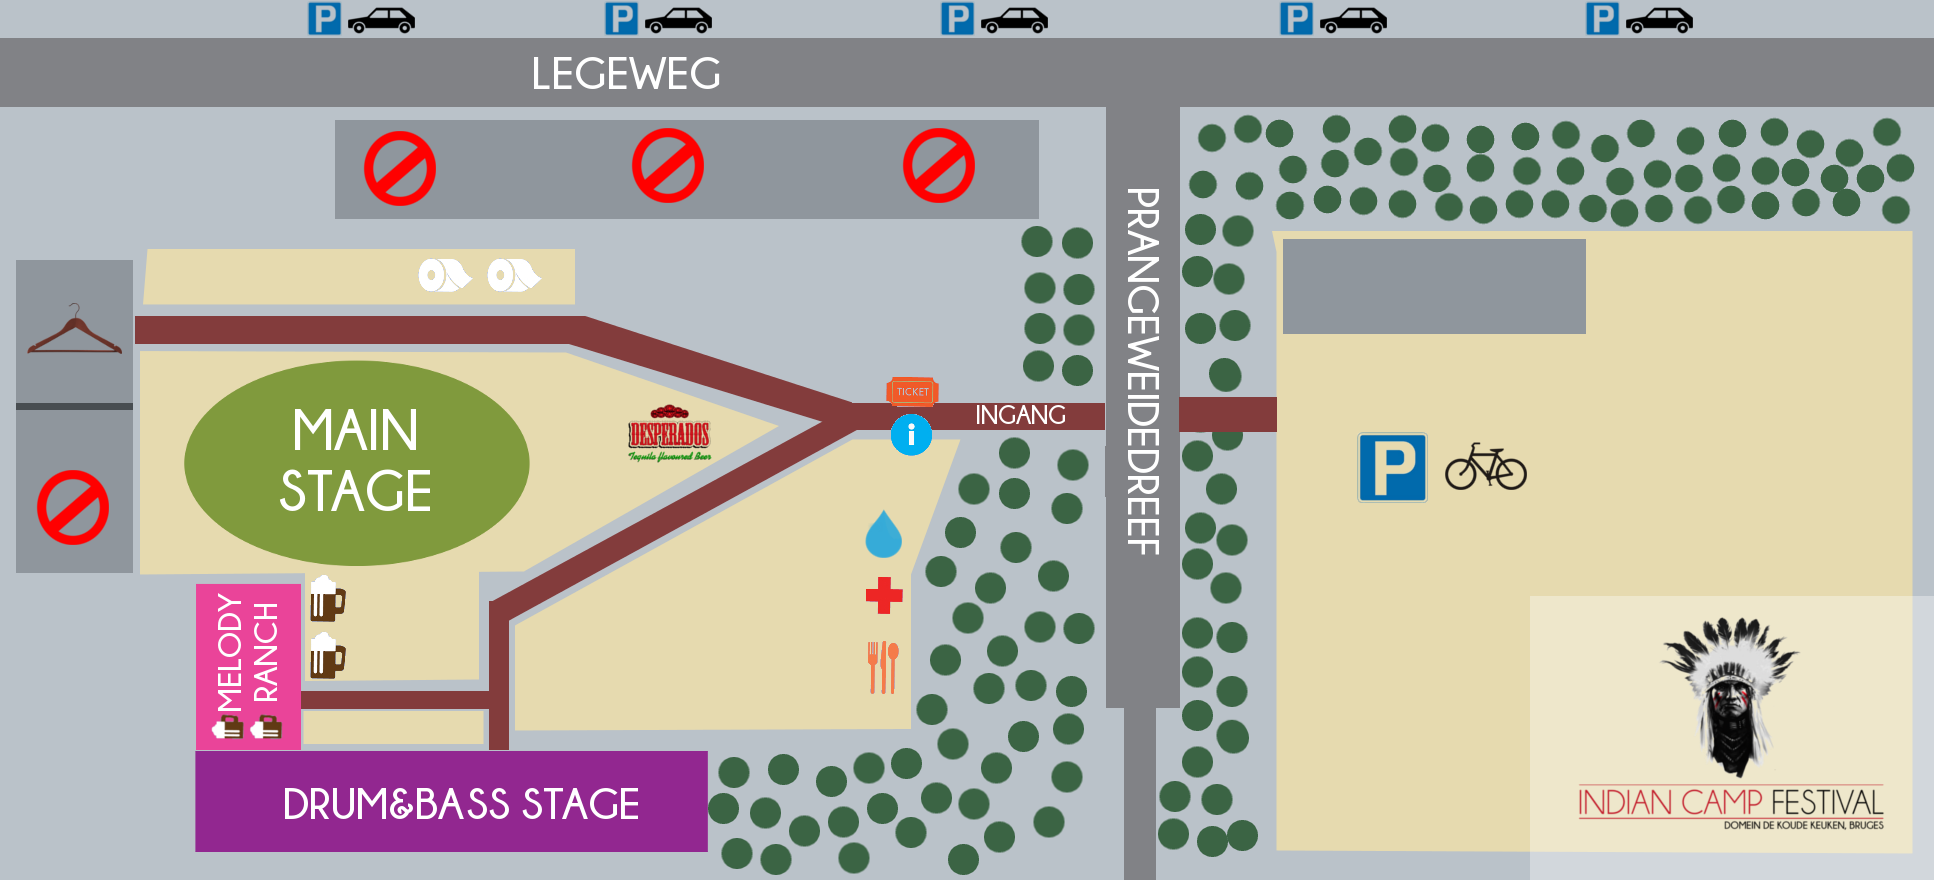 P
P
P
P
P
LEGEWEG
PRANGEWEIDEDREEF
TICKET
i
INGANG
MAIN
STAGE
DESPERADOS
Tequila flavoured Beer
P
MELODY
RANCH
DRUM&BASS STAGE
INDIAN CAMP FESTIVAL
DOMEIN DE KOUDE KEUKEN, BRUGES